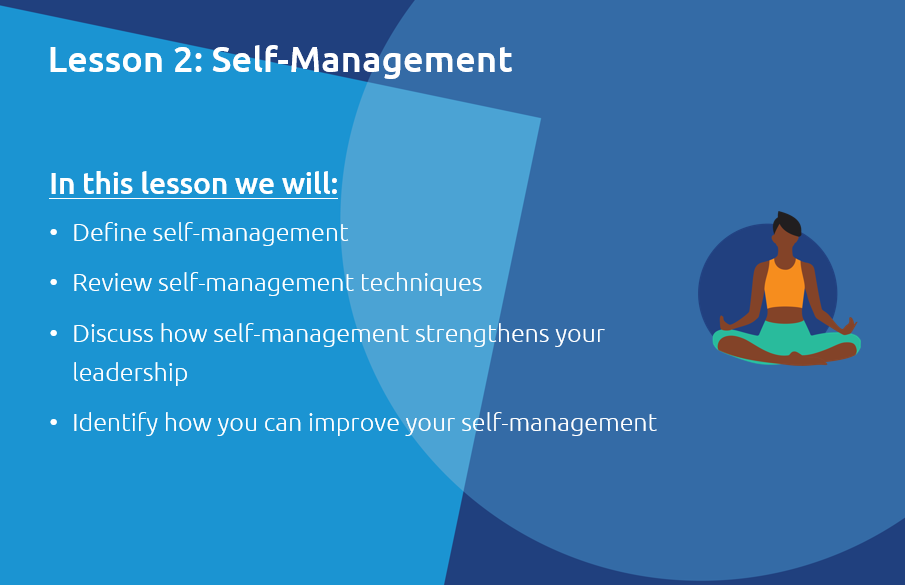 Lesson 2: Self-Management
In this lesson we will:
• Define self-management
• Review self-management techniques
• Discuss how self-management strengthens your
leadership
• Identify how you can improve your self-management